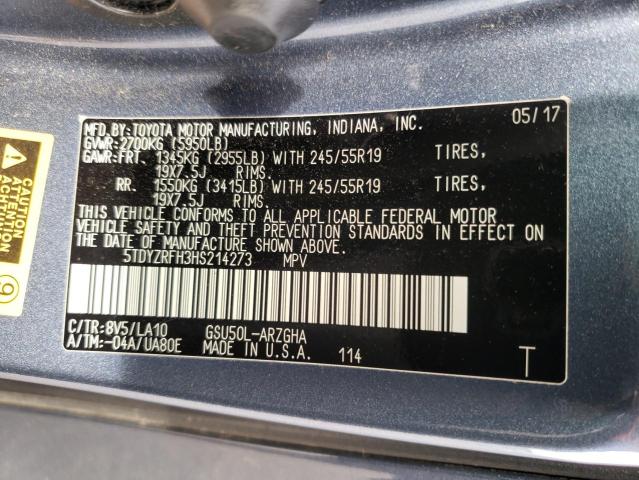 MFD.BY:TOYOTA MOTOR MANUFACTURING, INDIANA, INC. 05/17
GVWR:2700KG (5950LB)
GAWR:FRT. 1345KG (2955LB) WITH 245/55R19 TIRES,
19X7.5J RIMS.
RR. 1550KG (3415LB) WITH 245/55R19 TIRES,
19X7.5J RIMS.
THIS VEHICLE CONFORMS TO ALL APPLICABLE FEDERAL MOTOR
VEHICLE SAFETY AND THEFT PREVENTION STANDARDS IN EFFECT ON
THE DATE OF MANUFACTURE SHOWN ABOVE.
5TDYZRFH3HS214273 MPV
C/TR:8V5/LA10 GSU50L-ARZGHA
A/TM:-04A/UA80E MADE IN U.S.A. 114 T
CAUTION
ATTENTION
9